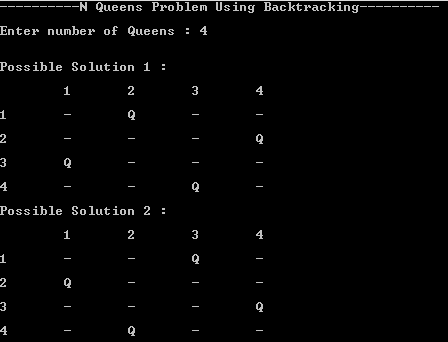 ----------N Queens Problem Using Backtracking----------
Enter number of Queens : 4
Possible Solution 1 :
1 2 3 4
1 - Q - -
2 - - - Q
3 Q - - -
4 - - Q -
Possible Solution 2 :
1 2 3 4
1 - - Q -
2 Q - - -
3 - - - Q
4 - Q - -